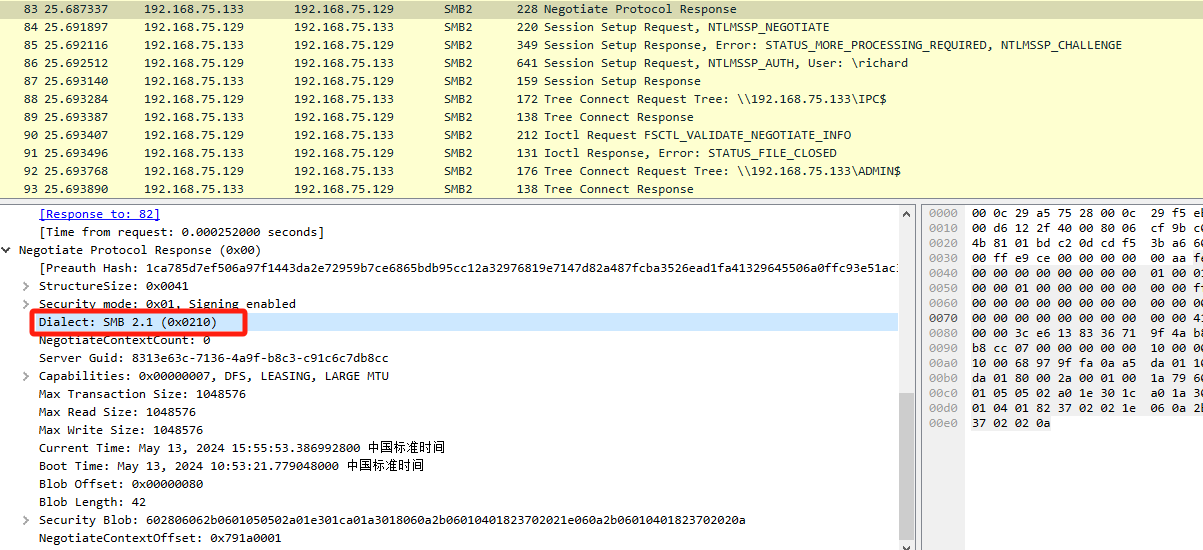 83 25.687337 192.168.75.133 192.168.75.129 SMB2 228 Negotiate Protocol Response
84 25.691897 192.168.75.129 192.168.75.133 SMB2 220 Session Setup Request, NTLMSSP_NEGOTIATE
85 25.692116 192.168.75.133 192.168.75.129 SMB2 349 Session Setup Response, Error: STATUS_MORE_PROCESSING_REQUIRED, NTLMSSP_CHALLENGE
86 25.692512 192.168.75.129 192.168.75.133 SMB2 641 Session Setup Request, NTLMSSP_AUTH, User: \richard
87 25.693140 192.168.75.133 192.168.75.129 SMB2 159 Session Setup Response
88 25.693284 192.168.75.129 192.168.75.133 SMB2 172 Tree Connect Request Tree: \\192.168.75.133\IPC$
89 25.693387 192.168.75.133 192.168.75.129 SMB2 138 Tree Connect Response
90 25.693407 192.168.75.129 192.168.75.133 SMB2 212 Ioctl Request FSCTL_VALIDATE_NEGOTIATE_INFO
91 25.693496 192.168.75.133 192.168.75.129 SMB2 131 Ioctl Response, Error: STATUS_FILE_CLOSED
92 25.693768 192.168.75.129 192.168.75.133 SMB2 176 Tree Connect Request Tree: \\192.168.75.133\ADMIN$
93 25.693890 192.168.75.133 192.168.75.129 SMB2 138 Tree Connect Response
[Response to: 82]
[Time from request: 0.000252000 seconds]
Negotiate Protocol Response (0x00)
[Preauth Hash: 1ca785d7ef506a97f1443da2e72959b7ce6865bdb95cc12a32976819e7147d82a487fcba3526ead1fa41329645506a0ffc93e51ac
StructureSize: 0x0041
Security mode: 0x01, Signing enabled
Dialect: SMB 2.1 (0x0210)
NegotiateContextCount: 0
Server Guid: 8313e63c-7136-4a9f-b8c3-c91c6c7db8cc
Capabilities: 0x00000007, DFS, LEASING, LARGE MTU
Max Transaction Size: 1048576
Max Read Size: 1048576
Max Write Size: 1048576
Current Time: May 13, 2024 15:55:53.386992800 中国标准时间
Boot Time: May 13, 2024 10:53:21.779048000 中国标准时间
Blob Offset: 0x00000080
Blob Length: 42
Security Blob: 602806062b0601050502a01e301ca01a3018060a2b06010401823702021e060a2b06010401823702020a
NegotiateContextOffset: 0x791a0001
0000 00 0c 29 a5 75 28 00 0c 29 f5 e
0010 00 d6 12 2f 40 00 80 06 cf 9b c
0020 4b 81 01 bd c2 0d cd f5 3b a6 6
0030 00 ff e9 ce 00 00 00 00 00 aa f
0040 00 00 00 00 00 00 00 00 01 00 01
0050 00 00 01 00 00 00 00 00 00 00 f
0060 00 00 00 00 00 00 00 00 00 00 00
0070 00 00 00 00 00 00 00 00 00 00 41
0080 00 00 3c e6 13 83 36 71 9f 4a b
0090 b8 cc 07 00 00 00 00 00 10 00 00
00a0 10 00 68 97 9f fa 0a a5 da 01 10
00b0 da 01 80 00 2a 00 01 00 1a 79 6
00c0 01 05 05 02 a0 1e 30 1c a0 1a 3
00d0 01 04 01 82 37 02 02 1e 06 0a 2
00e0 37 02 02 0a